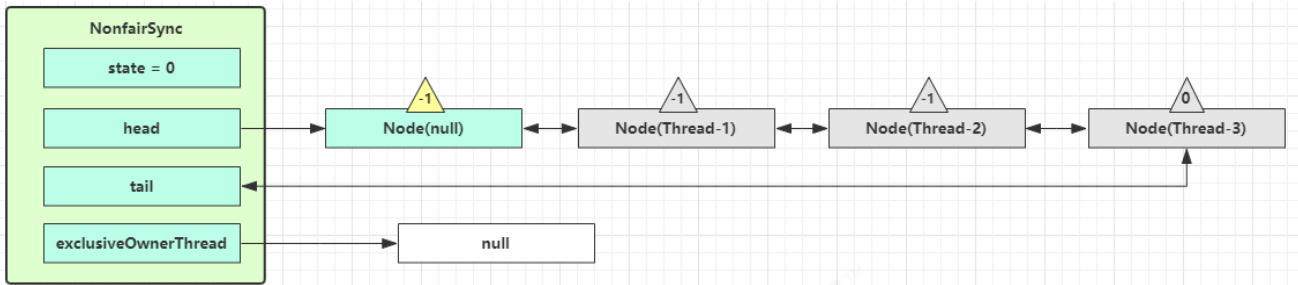 NonfairSync
state = 0
head
tail
exclusiveOwnerThread
-1
Node(null)
-1
Node(Thread-1)
-1
Node(Thread-2)
0
Node(Thread-3)
null